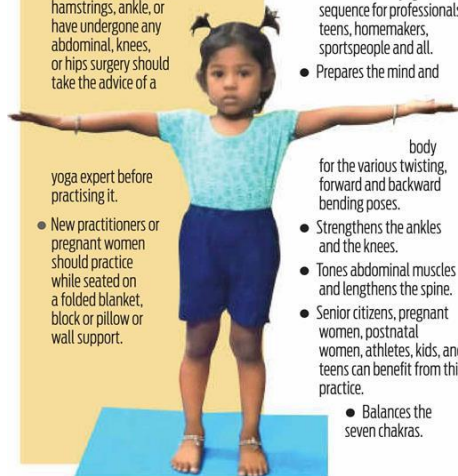 hamstrings, ankle, or
have undergone any
abdominal, knees,
or hips surgery should
take the advice of a
yoga expert before
practising it.
● New practitioners or
pregnant women
should practice
while seated on
a folded blanket,
block or pillow or
wall support.
sequence for professionals
teens, homemakers,
sportspeople and all.
● Prepares the mind and
body
for the various twisting,
forward and backward
bending poses.
● Strengthens the ankles
and the knees.
● Tones abdominal muscles
and lengthens the spine.
● Senior citizens, pregnant
women, postnatal
women, athletes, kids, an
teens can benefit from thi
practice.
● Balances the
seven chakras.